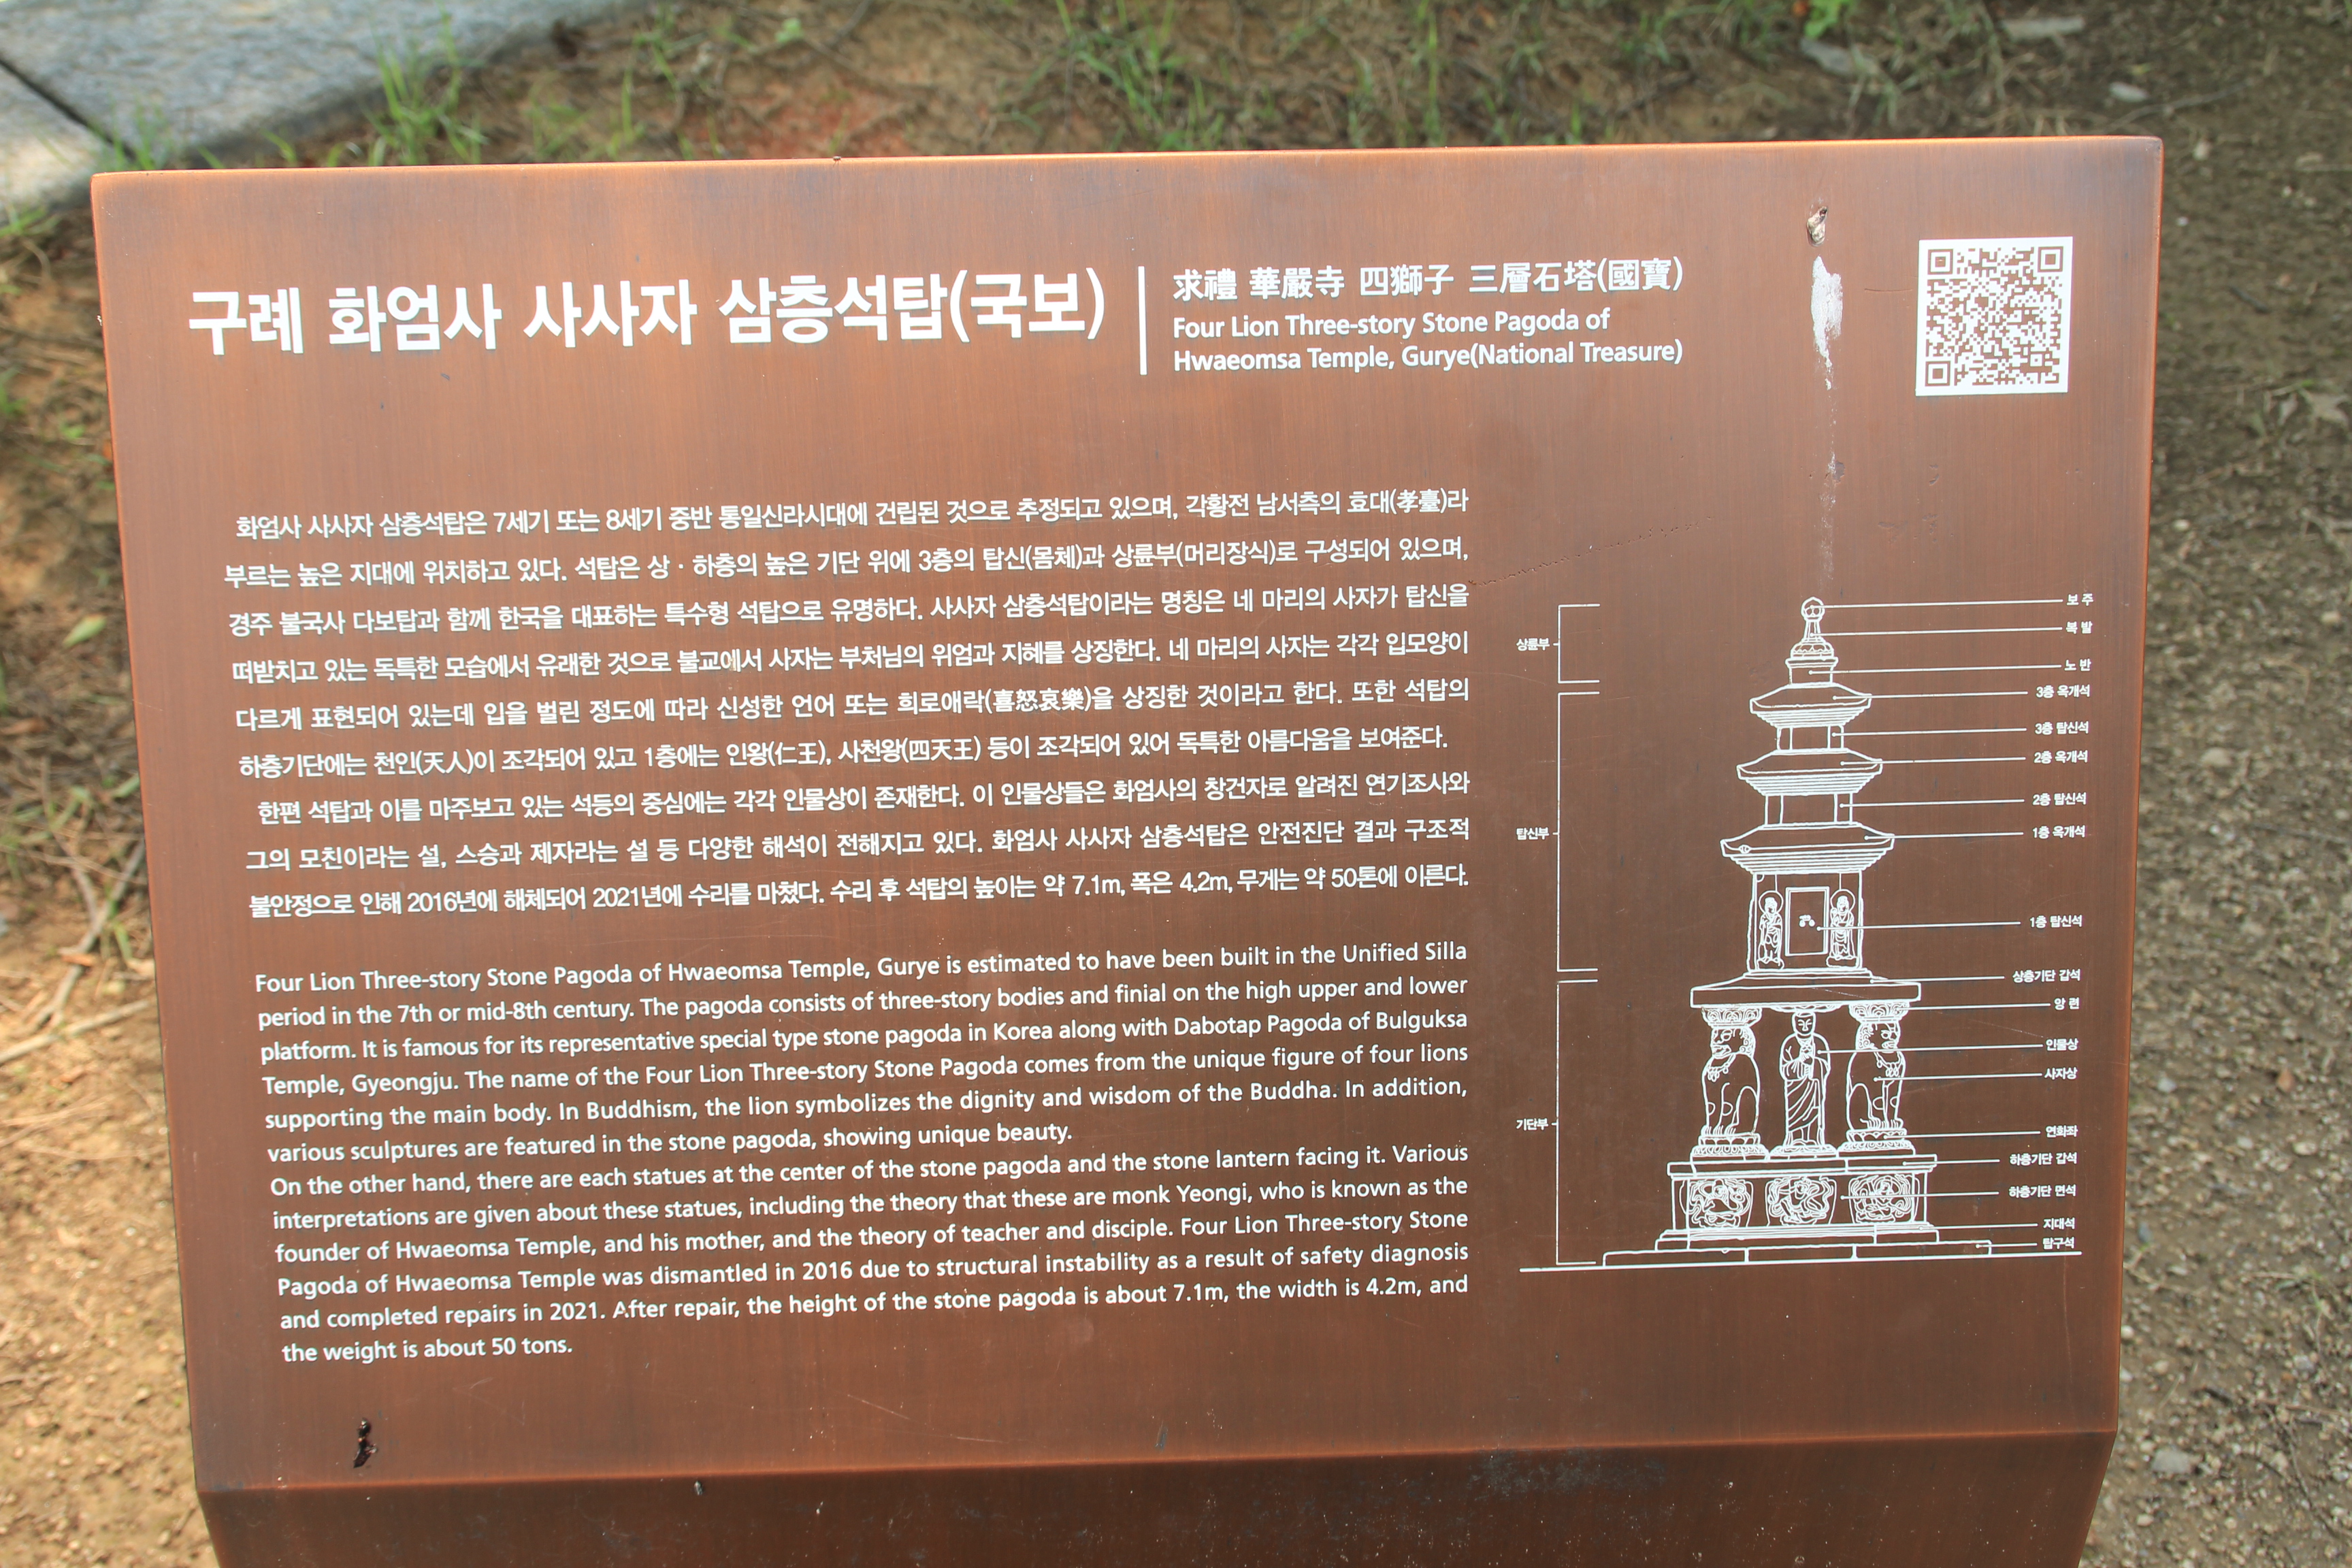 구례 화엄사 사사자 삼층석탑(국보)
求禮 華嚴寺 四獅子 三層石塔(國寶)
Four Lion Three-story Stone Pagoda of
Hwaeomsa Temple, Gurye(National Treasure)
화엄사 사사자 삼층석탑은 7세기 또는 8세기 중반 통일신라시대에 건립된 것으로 추정되고 있으며, 각황전 남서측의 효대(孝臺)라
부르는 높은 지대에 위치하고 있다. 석탑은 상 · 하층의 높은 기단 위에 3층의 탑신(몸체)과 상륜부(머리장식)로 구성되어 있으며,
경주 불국사 다보탑과 함께 한국을 대표하는 특수형 석탑으로 유명하다. 사사자 삼층석탑이라는 명칭은 네 마리의 사자가 탑신을
떠받치고 있는 독특한 모습에서 유래한 것으로 불교에서 사자는 부처님의 위엄과 지혜를 상징한다. 네 마리의 사자는 각각 입모양이
다르게 표현되어 있는데 입을 벌린 정도에 따라 신성한 언어 또는 희로애락(喜怒哀樂)을 상징한 것이라고 한다. 또한 석탑의
하층기단에는 천인(天人)이 조각되어 있고 1층에는 인왕(仁王), 사천왕(四天王) 등이 조각되어 있어 독특한 아름다움을 보여준다.
한편 석탑과 이를 마주보고 있는 석등의 중심에는 각각 인물상이 존재한다. 이 인물상들은 화엄사의 창건자로 알려진 연기조사와
그의 모친이라는 설, 스승과 제자라는 설 등 다양한 해석이 전해지고 있다. 화엄사 사사자 삼층석탑은 안전진단 결과 구조적
불안정으로 인해 2016년에 해체되어 2021년에 수리를 마쳤다. 수리 후 석탑의 높이는 약 7.1m, 폭은 4.2m, 무게는 약 50톤에 이른다.
Four Lion Three-story Stone Pagoda of Hwaeomsa Temple, Gurye is estimated to have been built in the Unified Silla
period in the 7th or mid-8th century. The pagoda consists of three-story bodies and finial on the high upper and lower
platform. It is famous for its representative special type stone pagoda in Korea along with Dabotap Pagoda of Bulguksa
Temple, Gyeongju. The name of the Four Lion Three-story Stone Pagoda comes from the unique figure of four lions
supporting the main body. In Buddhism, the lion symbolizes the dignity and wisdom of the Buddha. In addition,
various sculptures are featured in the stone pagoda, showing unique beauty.
On the other hand, there are each statues at the center of the stone pagoda and the stone lantern facing it. Various
interpretations are given about these statues, including the theory that these are monk Yeongi, who is known as the
founder of Hwaeomsa Temple, and his mother, and the theory of teacher and disciple. Four Lion Three-story Stone
Pagoda of Hwaeomsa Temple was dismantled in 2016 due to structural instability as a result of safety diagnosis
and completed repairs in 2021. After repair, the height of the stone pagoda is about 7.1m, the width is 4.2m, and
the weight is about 50 tons.
상륜부
탑신부
기단부
보 주
복 발
노 반
3층 옥개석
3층 탑신석
2층 옥개석
2층 탑신석
1층 옥개석
1층 탑신석
상층기단 갑석
앙 련
인물상
사자상
연화좌
하층기단 갑석
하층기단 면석
지대석
탑구석